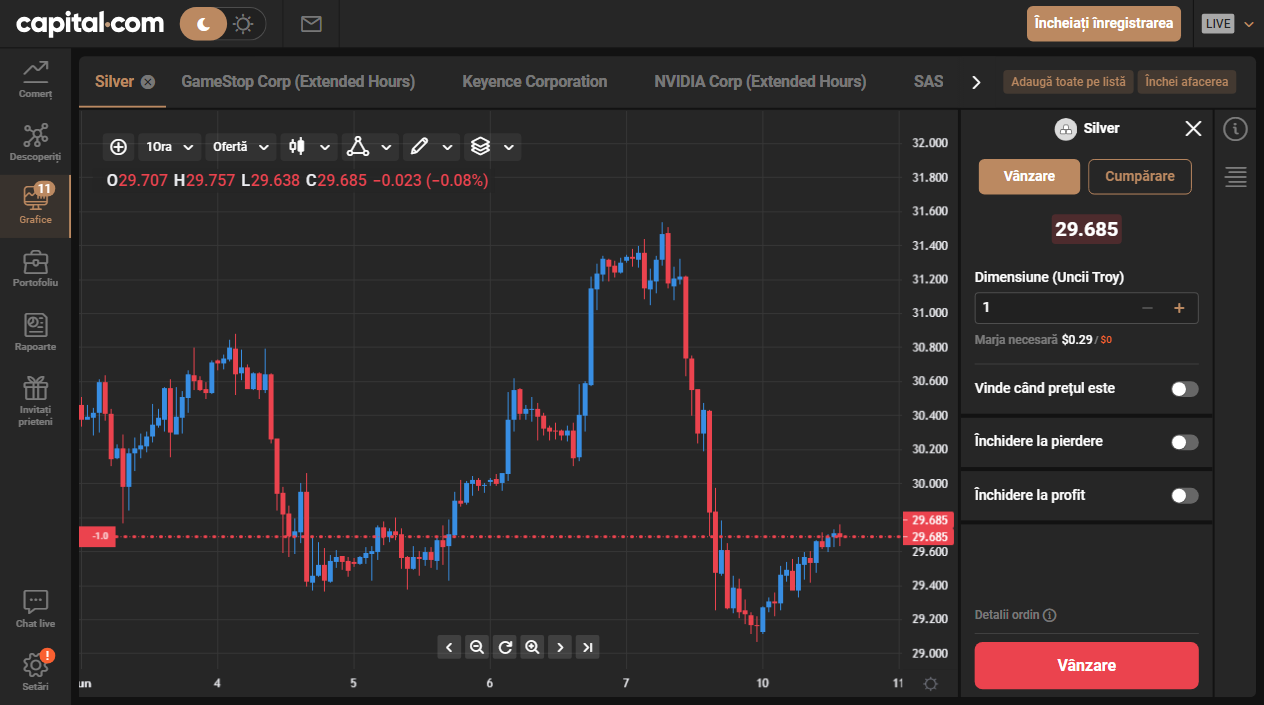 capital.com
Încheiați înregistrarea
LIVE
Comerț
Descoperiți
11
Grafice
Portofoliu
Rapoarte
Invitați
prieteni
Chat live
!
Setări
Silver
GameStop Corp (Extended Hours)
Keyence Corporation
NVIDIA Corp (Extended Hours)
SAS
Adaugă toate pe listă
Închei afacerea
1Ora
Ofertă
O29.707 H29.757 L29.638 C29.685 −0.023 (−0.08%)
32.000
31.800
31.600
31.400
31.200
31.000
30.800
30.600
30.400
30.200
30.000
29.685
29.685
29.600
29.400
29.200
29.000
-1.0
un
4
5
6
7
10
11
Silver
Vânzare
Cumpărare
29.685
Dimensiune (Uncii Troy)
1
Marja necesară $0.29 / $0
Vinde când prețul este
Închidere la pierdere
Închidere la profit
Detalii ordin
Vânzare